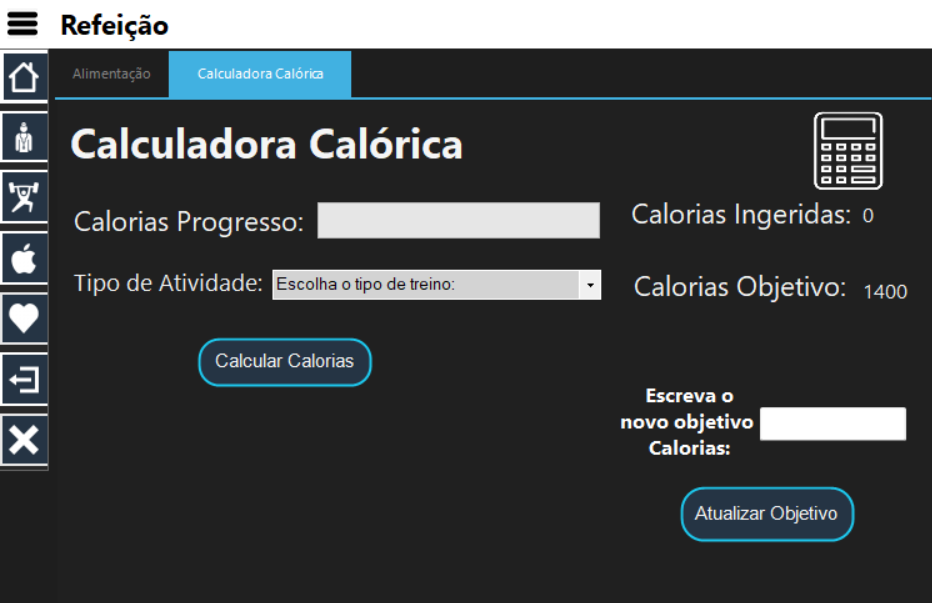 Refeição
Alimentação
Calculadora Calórica
Calculadora Calórica
Calorias Progresso:
Calorias Ingeridas: 0
Tipo de Atividade: Escolha o tipo de treino:
Calorias Objetivo: 1400
Calcular Calorias
Escreva o
novo objetivo
Calorias:
Atualizar Objetivo